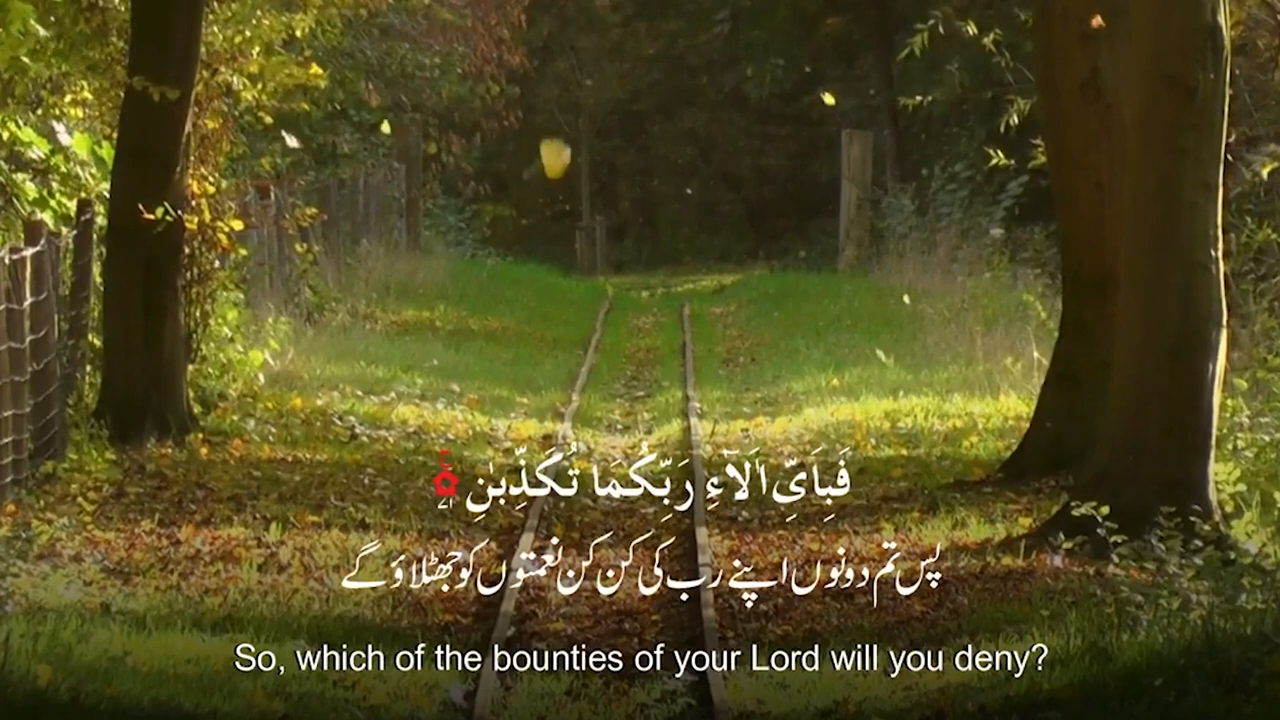 فَبِاَیِّ اٰلَآءِ رَبِّكُمَا تُكَذِّبٰنِ
پس تم دونوں اپنے رب کی کن کن نعمتوں کو جھٹلاؤ گے
So, which of the bounties of your Lord will you deny?